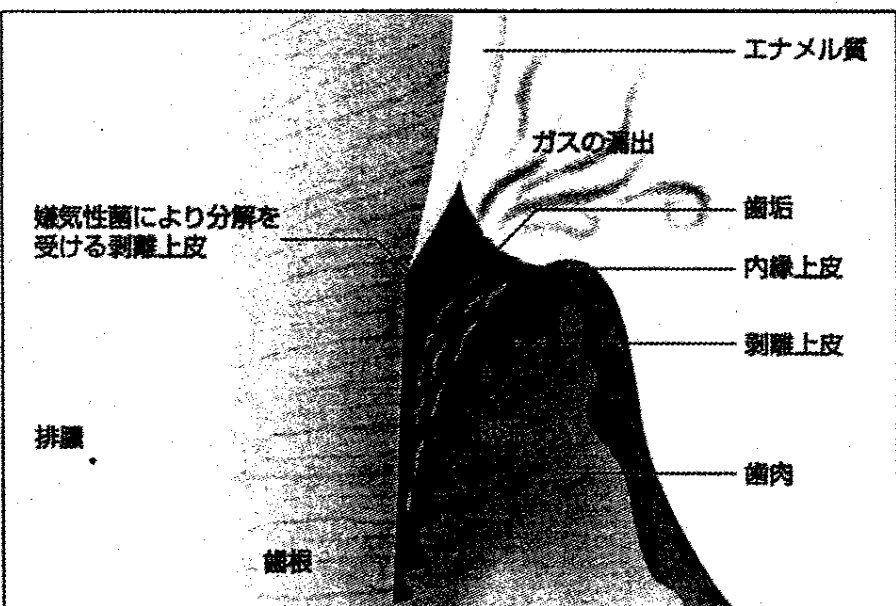 エナメル質
ガスの漏出
嫌気性菌により分解を
受ける剥離上皮
歯垢
内縁上皮
剥離上皮
排膿
歯肉
歯根